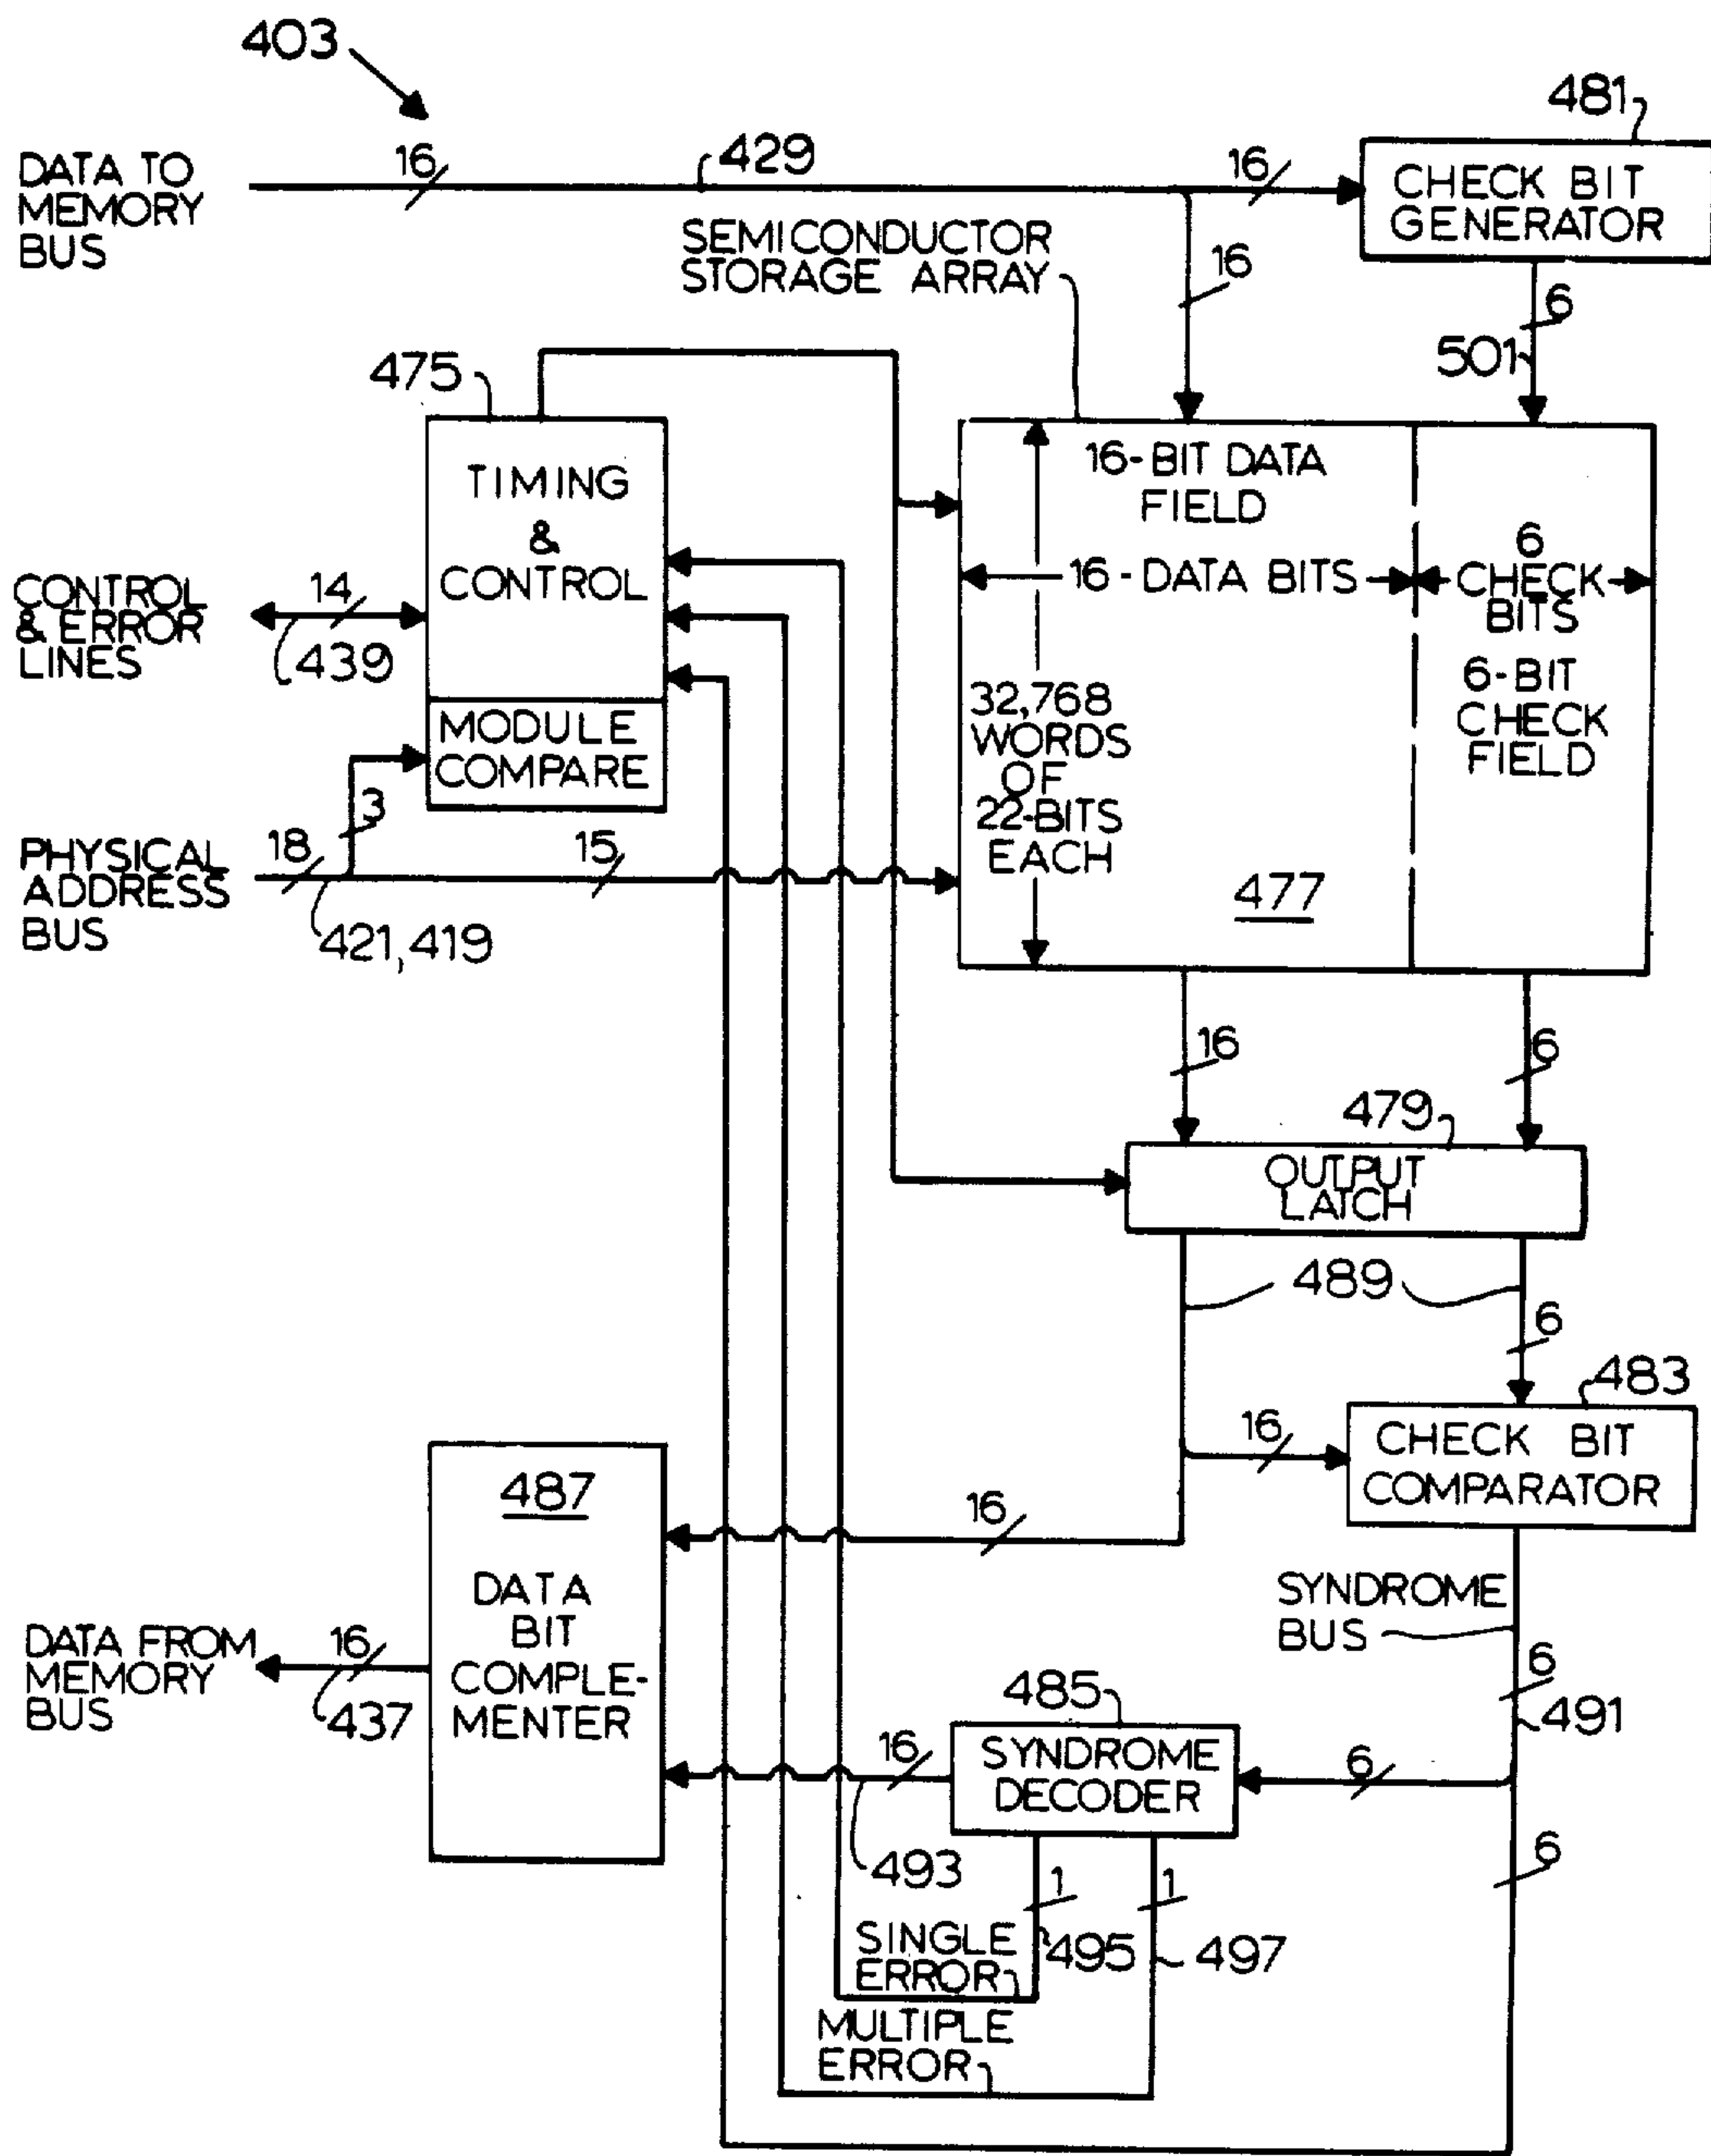 403
481
DATA TO
MEMORY
BUS
16
429
16
CHECK BIT
GENERATOR
SEMICONDUCTOR
STORAGE ARRAY
16
6
501
475
TIMING
&
CONTROL
16-BIT DATA
FIELD
16-DATA BITS
6
CHECK
BITS
CONTROL
& ERROR
LINES
14
439
6-BIT
CHECK
FIELD
32,768
WORDS
OF
22-BITS
EACH
MODULE
COMPARE
3
PHYSICAL
ADDRESS
BUS
18
15
421,419
477
16
6
479
OUTPUT
LATCH
489
6
483
16
CHECK BIT
COMPARATOR
487
16
DATA
BIT
COMPLE-
MENTER
SYNDROME
BUS
DATA FROM
MEMORY
BUS
16
437
6
491
485
16
SYNDROME
DECODER
6
493
6
1
1
SINGLE
ERROR
495
497
MULTIPLE
ERROR